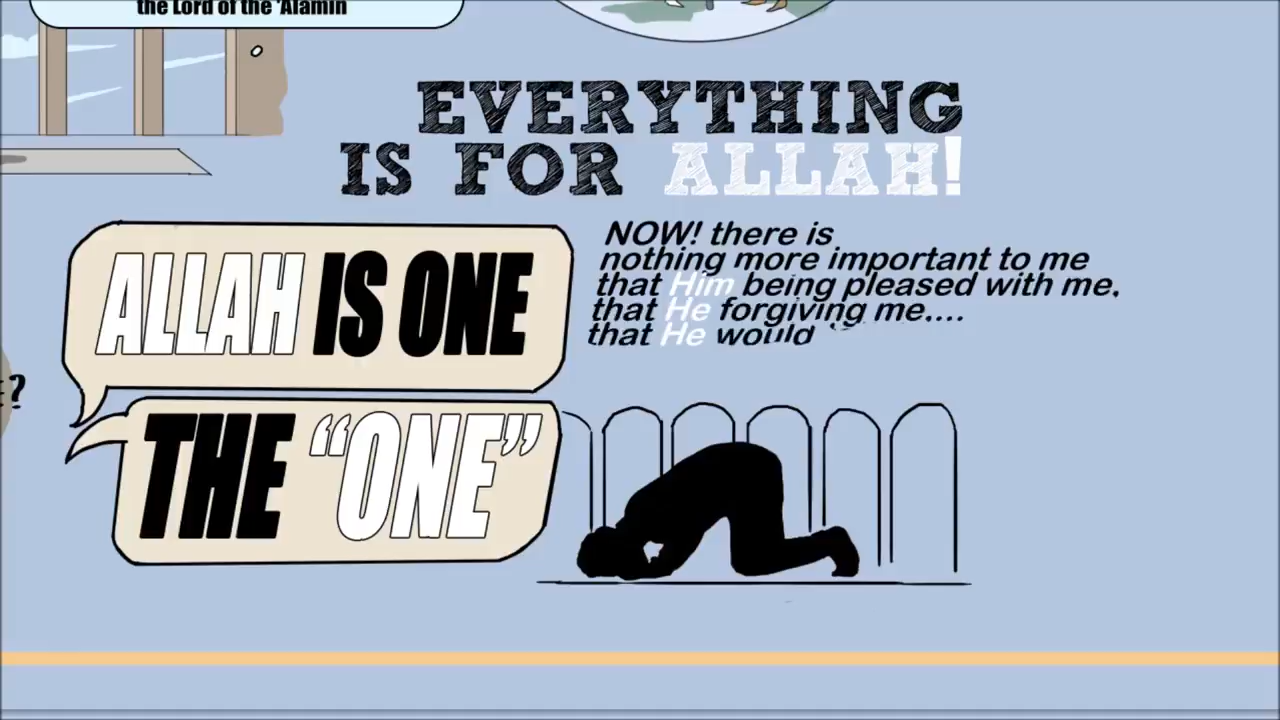 the Lord of the 'Alamin
EVERYTHING
IS FOR ALLAH!
ALLAH IS ONE
THE “ONE”
NOW! there is
nothing more important to me
that Him being pleased with me,
that He forgiving me....
that He would
?